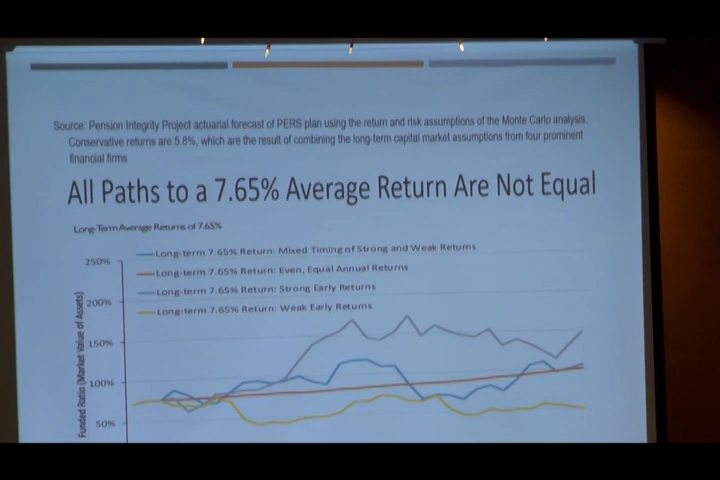 Source: Pension Integrity Project actuarial forecast of PERS plan using the return and risk assumptions of the Monte Carlo analysis.
Conservative returns are 5.8%, which are the result of combining the long-term capital market assumptions from four prominent
financial firms
All Paths to a 7.65% Average Return Are Not Equal
Long-Term Average Returns of 7.65%
Long-term 7.65% Return: Mixed Timing of Strong and Weak Returns
Long-term 7.65% Return: Even, Equal Annual Returns
Long-term 7.65% Return: Strong Early Returns
Long-term 7.65% Return: Weak Early Returns
Funded Ratio (Market Value of Assets)
250%
200%
150%
100%
50%